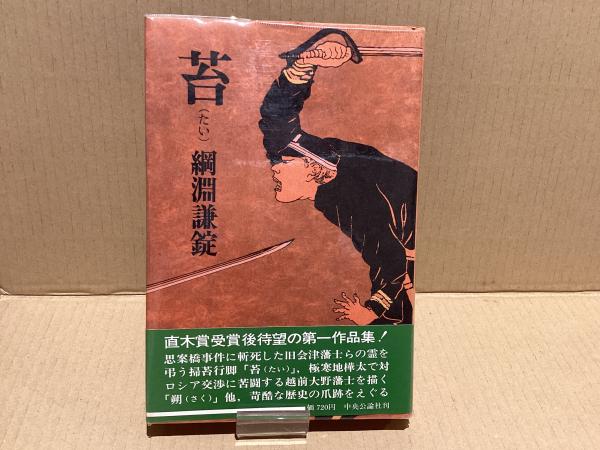 苔
(たい)
綱淵謙錠
直木賞受賞後待望の第一作品集!
思案橋事件に斬死した旧会津藩士らの霊を
弔う掃苔行脚「苔(たい)」，極寒地樺太で対
ロシア交渉に苦闘する越前大野藩士を描く
「朔(さく)」他，苛酷な歴史の爪跡をえぐる
価720円 中央公論社刊